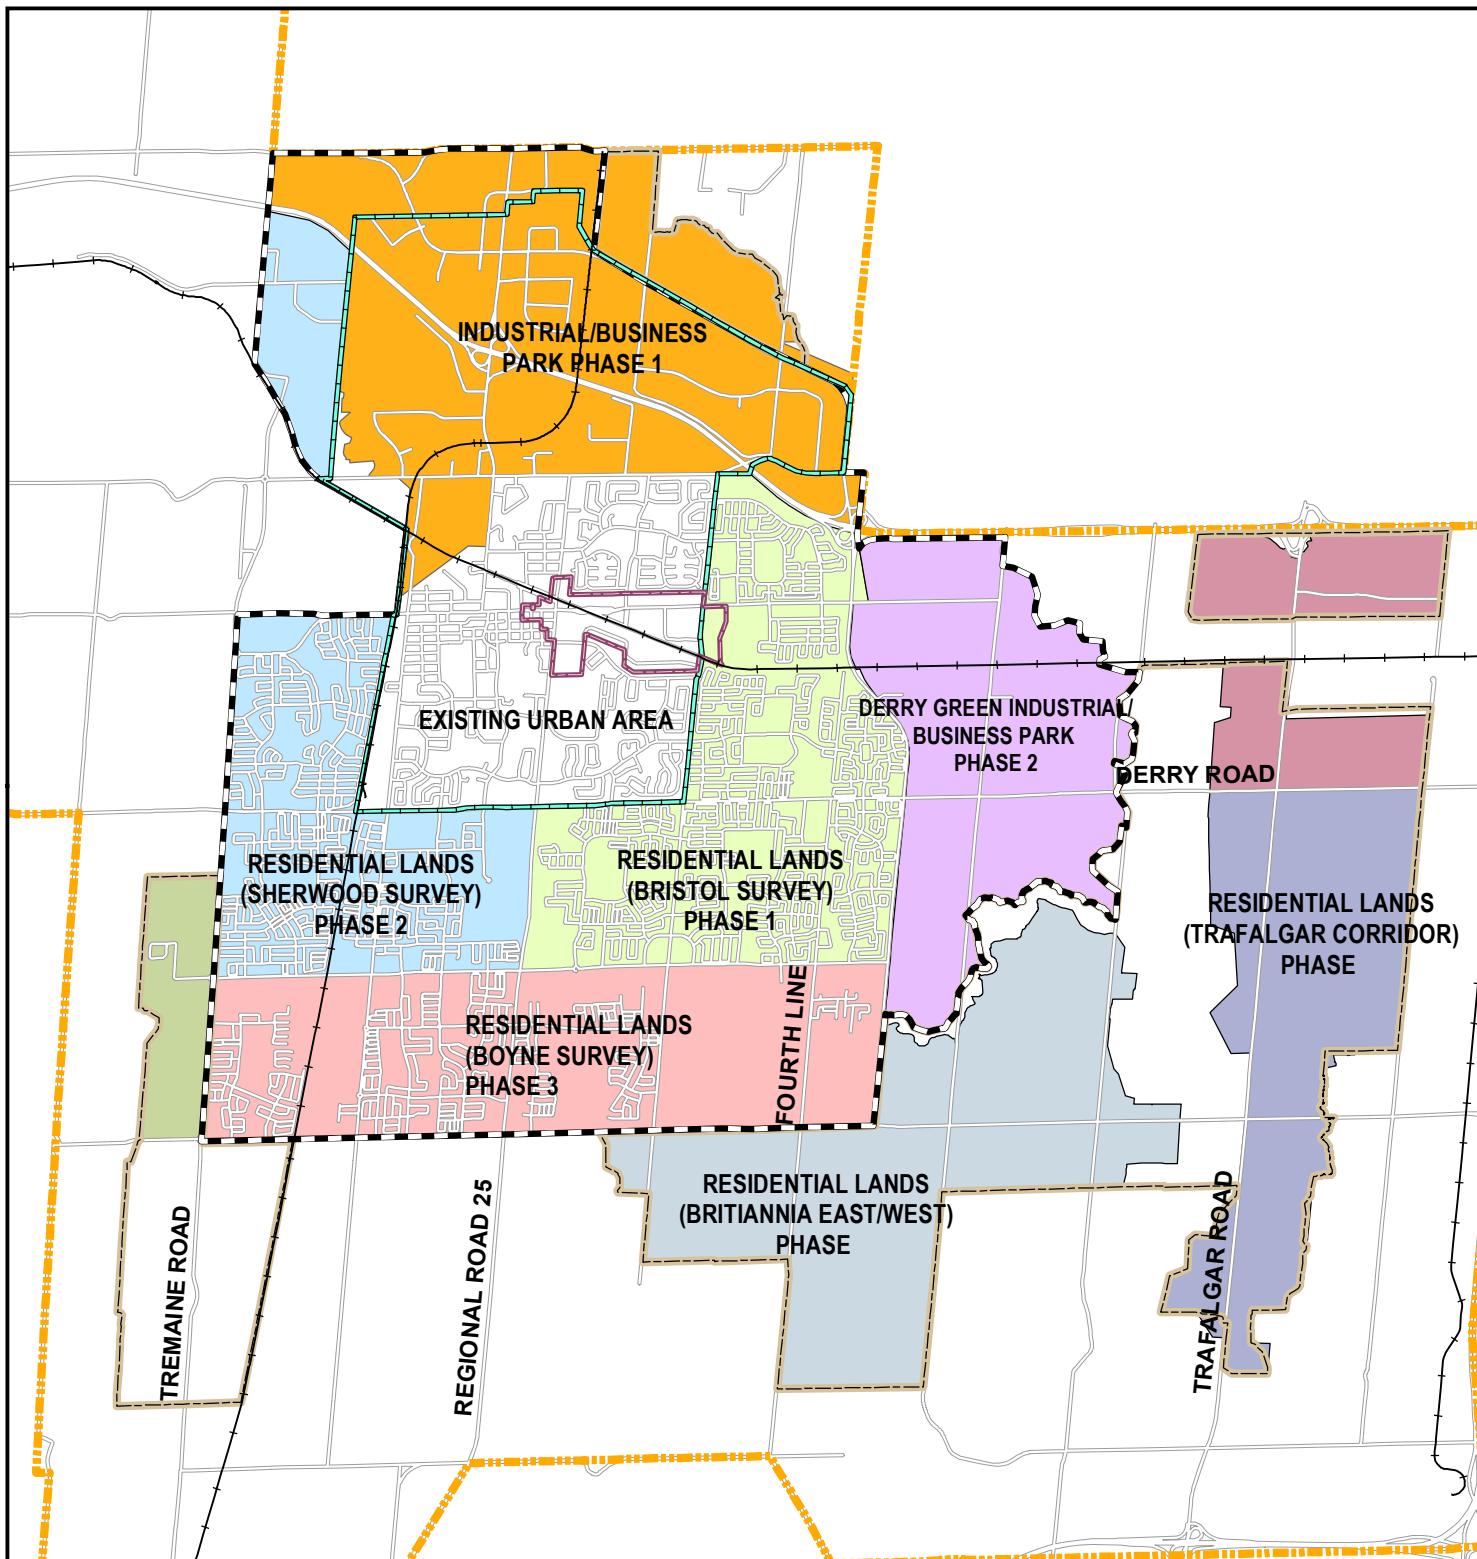 INDUSTRIAL/BUSINESS
PARK PHASE 1
EXISTING URBAN AREA
DERRY GREEN INDUSTRIAL/
BUSINESS PARK
PHASE 2
DERRY ROAD
RESIDENTIAL LANDS
(SHERWOOD SURVEY)
PHASE 2
RESIDENTIAL LANDS
(BRISTOL SURVEY)
PHASE 1
RESIDENTIAL LANDS
(TRAFALGAR CORRIDOR)
PHASE
RESIDENTIAL LANDS
(BOYNE SURVEY)
PHASE 3
FOURTH LINE
RESIDENTIAL LANDS
(BRITIANNIA EAST/WEST)
PHASE
TREMAINE ROAD
REGIONAL ROAD 25
TRAFALGAR ROAD